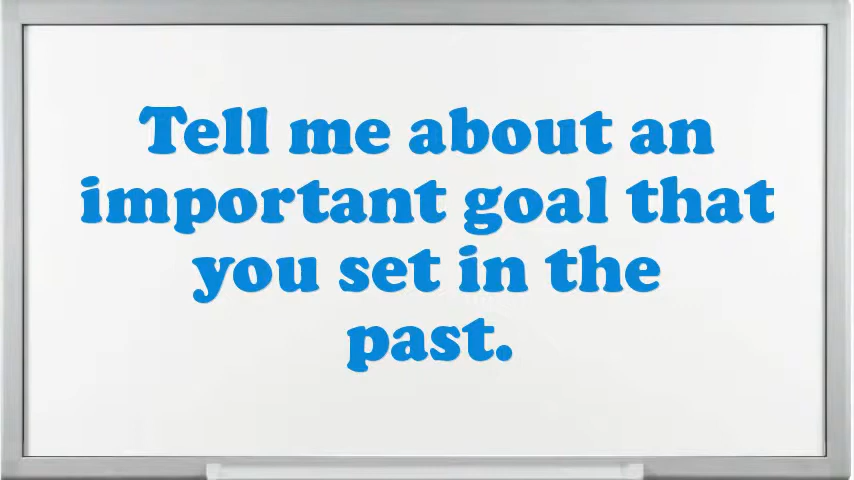 Tell me about an
important goal that
you set in the
past.